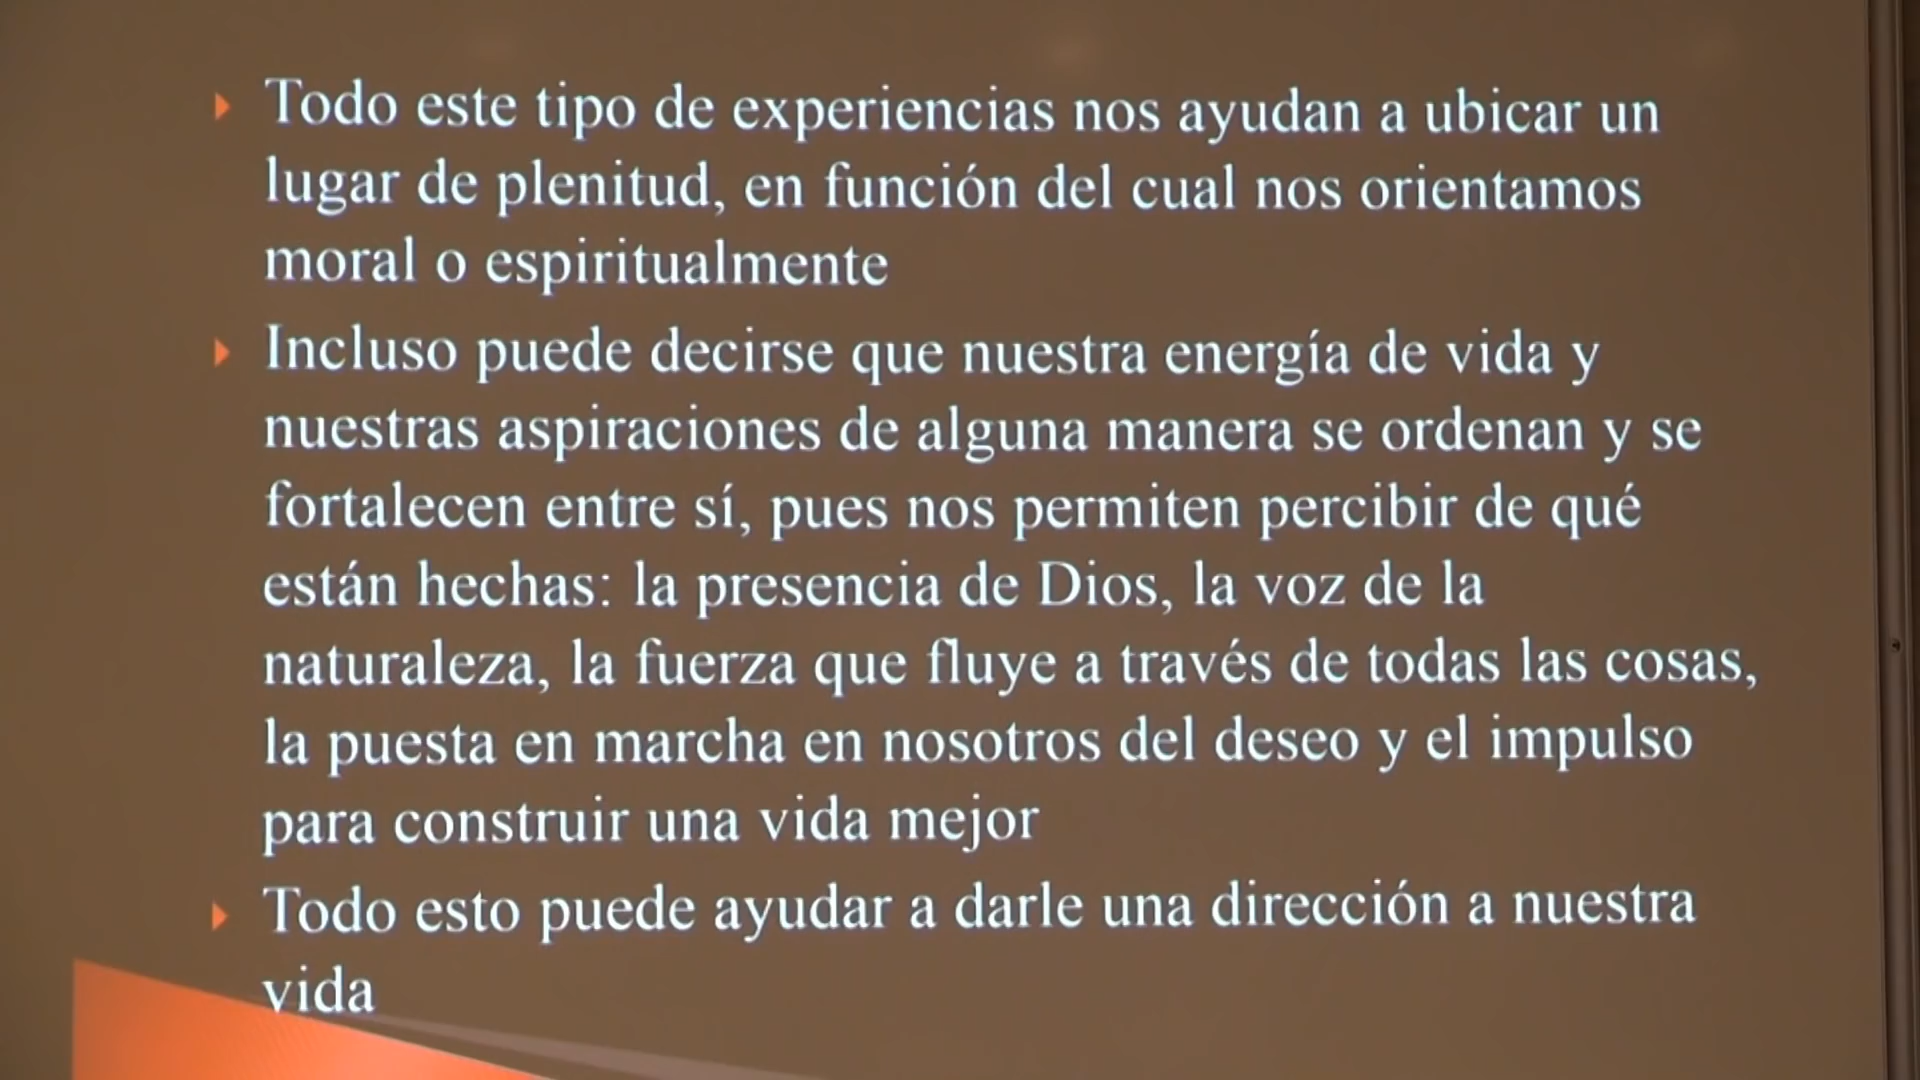 Todo este tipo de experiencias nos ayudan a ubicar un
lugar de plenitud, en función del cual nos orientamos
moral o espiritualmente
Incluso puede decirse que nuestra energía de vida y
nuestras aspiraciones de alguna manera se ordenan y se
fortalecen entre sí, pues nos permiten percibir de qué
están hechas: la presencia de Dios, la voz de la
naturaleza, la fuerza que fluye a través de todas las cosas,
la puesta en marcha en nosotros del deseo y el impulso
para construir una vida mejor
Todo esto puede ayudar a darle una dirección a nuestra
vida